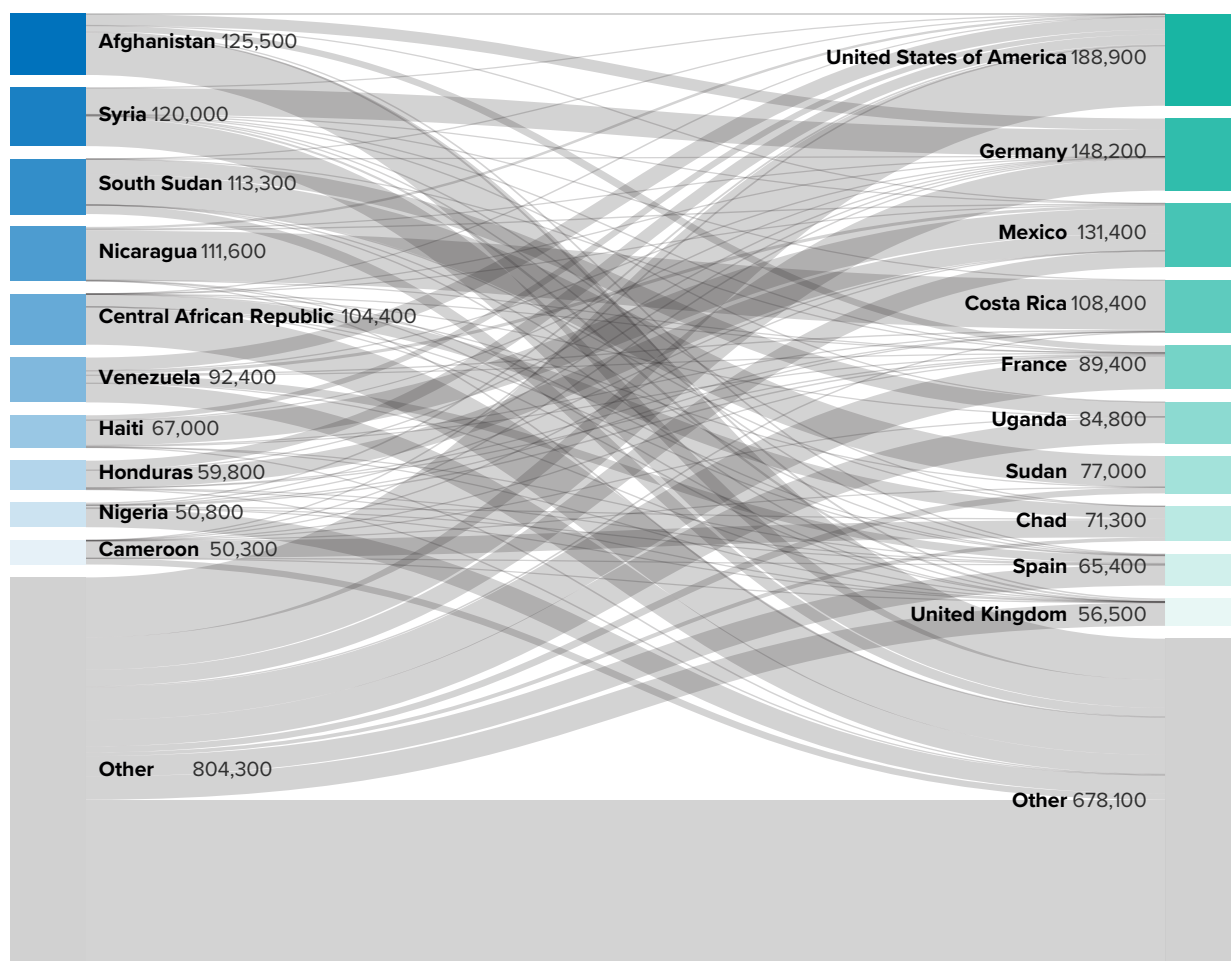 Afghanistan 125,500
Syria 120,000
South Sudan 113,300
Nicaragua 111,600
Central African Republic 104,400
Venezuela 92,400
Haiti 67,000
Honduras 59,800
Nigeria 50,800
Cameroon 50,300
Other 804,300
United States of America 188,900
Germany 148,200
Mexico 131,400
Costa Rica 108,400
France 89,400
Uganda 84,800
Sudan 77,000
Chad 71,300
Spain 65,400
United Kingdom 56,500
Other 678,100